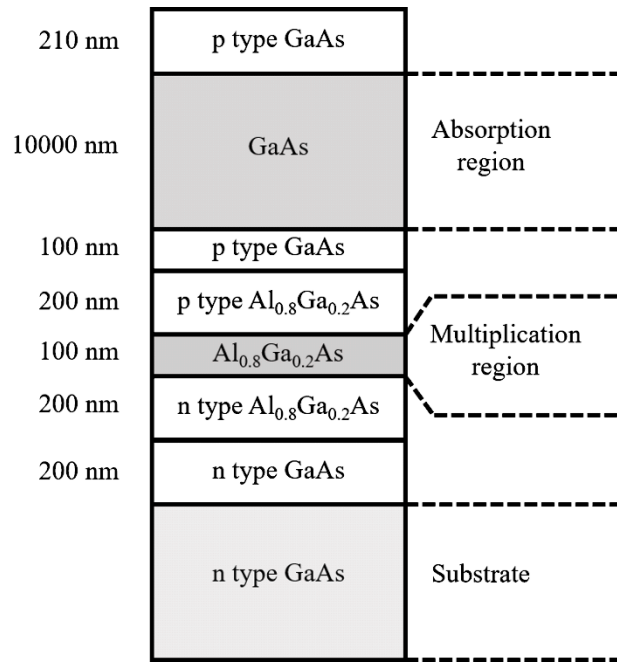 210 nm
p type GaAs
10000 nm
GaAs
Absorption
region
100 nm
p type GaAs
200 nm
p type Al₀.₈Ga₀.₂As
100 nm
Al₀.₈Ga₀.₂As
Multiplication
region
200 nm
n type Al₀.₈Ga₀.₂As
200 nm
n type GaAs
n type GaAs
Substrate